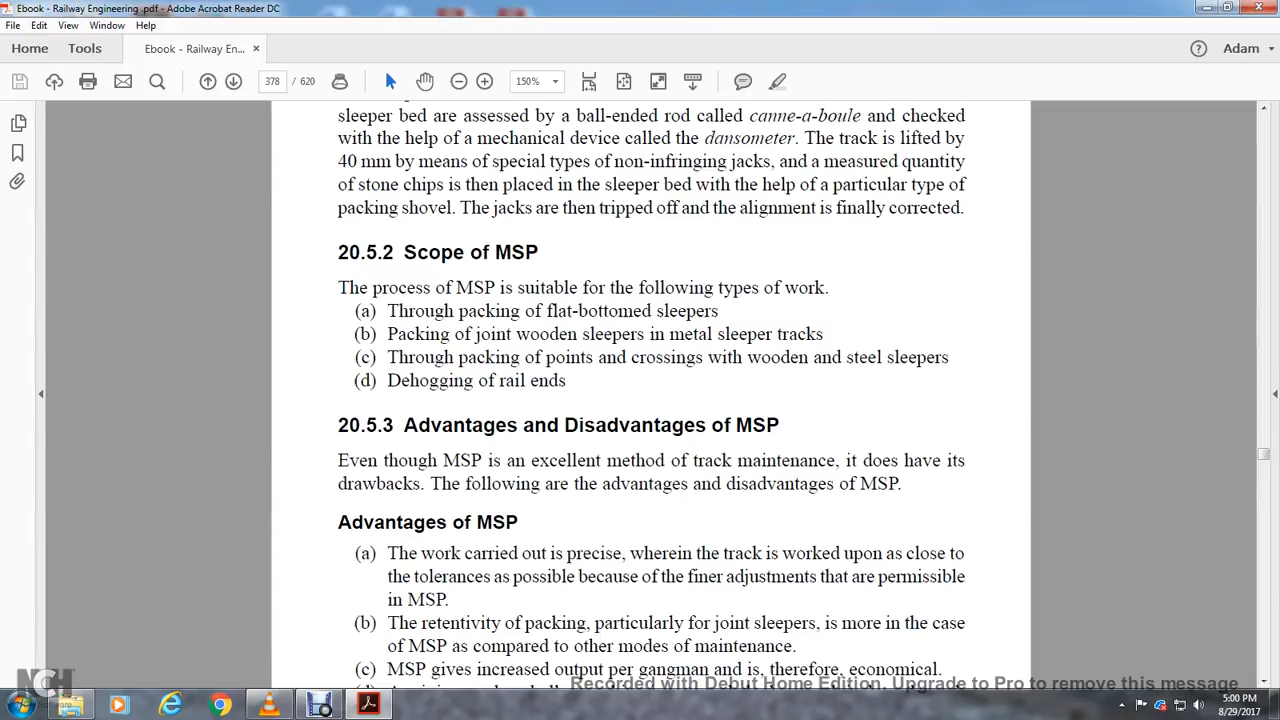 Ebook - Railway Engineering .pdf - Adobe Acrobat Reader DC
File Edit View Window Help
Home Tools Ebook - Railway En... × Adam
378 / 620 150%
sleeper bed are assessed by a ball-ended rod called canne-a-boule and checked
with the help of a mechanical device called the dansometer. The track is lifted by
40 mm by means of special types of non-infringing jacks, and a measured quantity
of stone chips is then placed in the sleeper bed with the help of a particular type of
packing shovel. The jacks are then tripped off and the alignment is finally corrected.
20.5.2 Scope of MSP
The process of MSP is suitable for the following types of work.
(a) Through packing of flat-bottomed sleepers
(b) Packing of joint wooden sleepers in metal sleeper tracks
(c) Through packing of points and crossings with wooden and steel sleepers
(d) Dehogging of rail ends
20.5.3 Advantages and Disadvantages of MSP
Even though MSP is an excellent method of track maintenance, it does have its
drawbacks. The following are the advantages and disadvantages of MSP.
Advantages of MSP
(a) The work carried out is precise, wherein the track is worked upon as close to
the tolerances as possible because of the finer adjustments that are permissible
in MSP.
(b) The retentivity of packing, particularly for joint sleepers, is more in the case
of MSP as compared to other modes of maintenance.
(c) MSP gives increased output per gangman and is, therefore, economical.
Recorded with Debut Home Edition. Upgrade to Pro to remove this message
NCH
Software
5:00 PM
8/29/2017